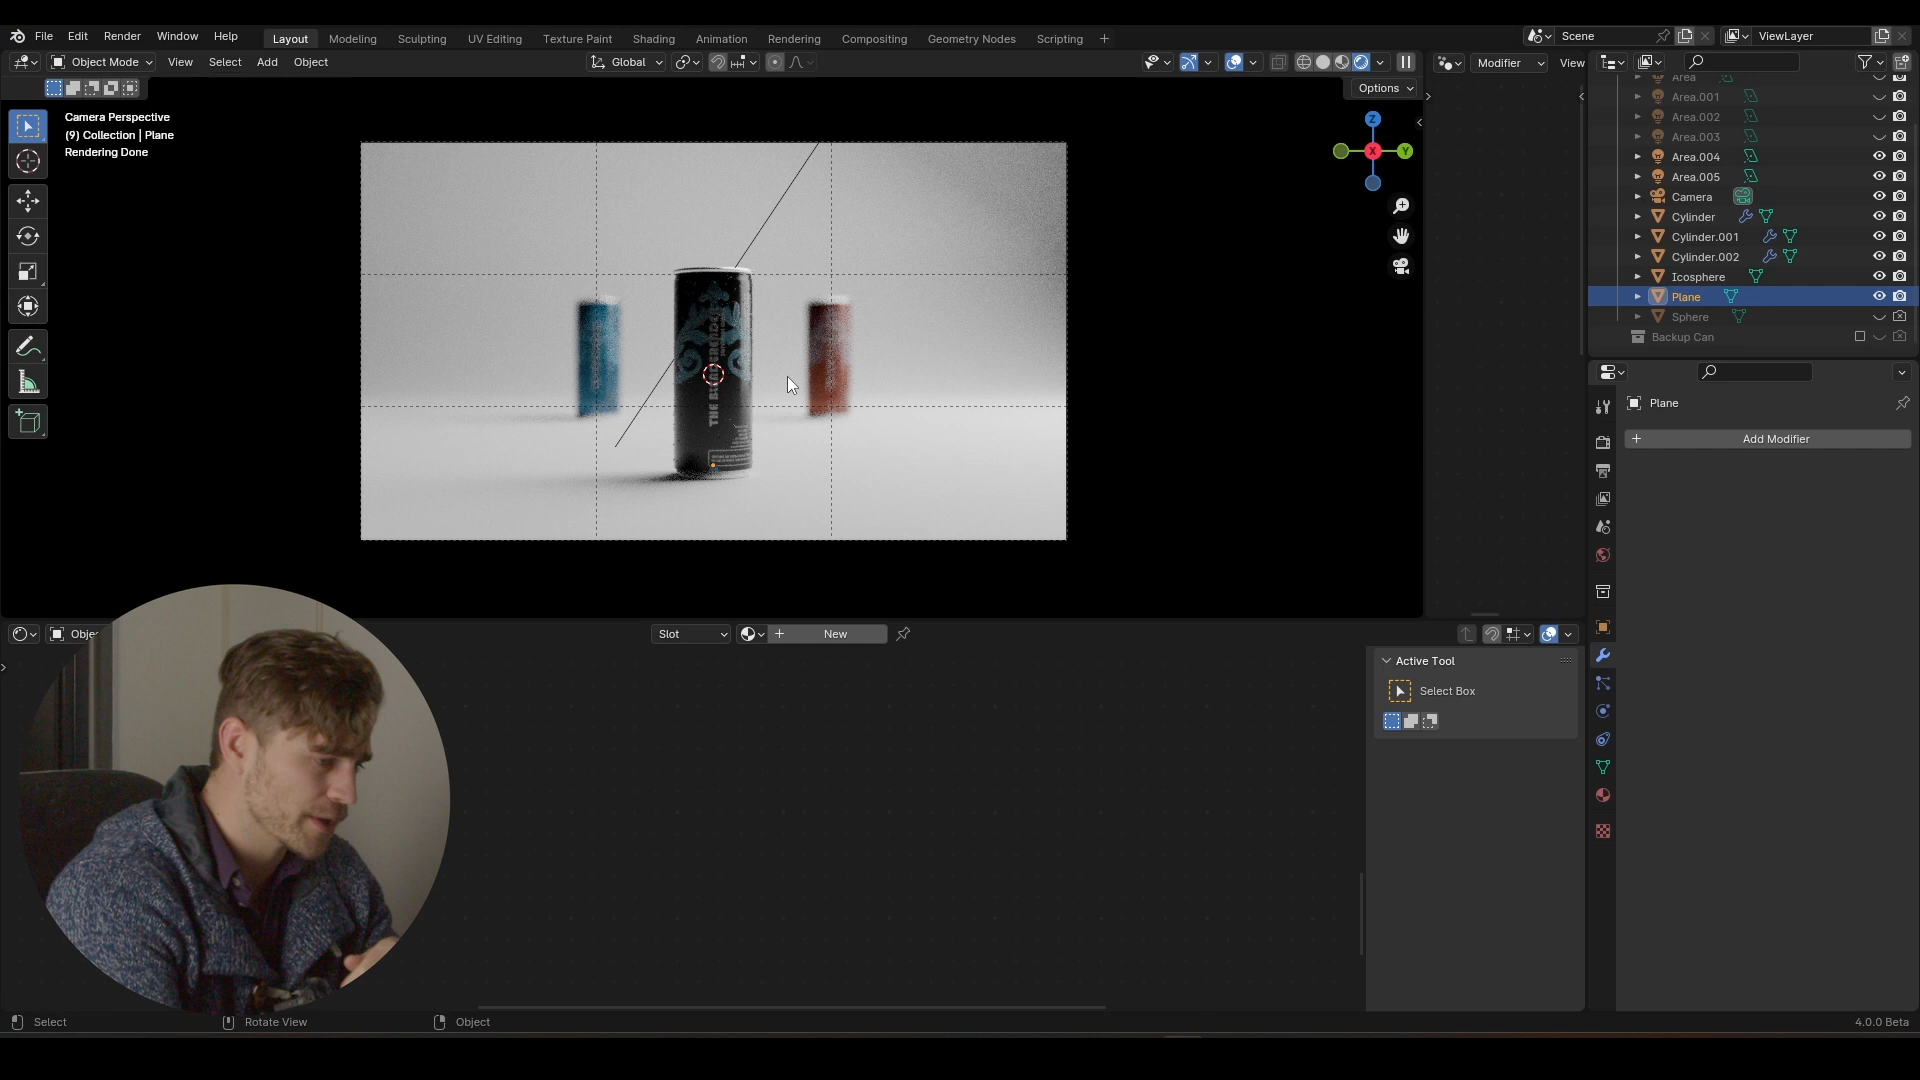 File Edit Render Window Help
Layout Modeling Sculpting UV Editing Texture Paint Shading Animation Rendering Compositing Geometry Nodes Scripting +
Scene
ViewLayer
Object Mode View Select Add Object
Global
Modifier View
Options
Camera Perspective
(9) Collection | Plane
Rendering Done
Z
X
Y
Area
Area.001
Area.002
Area.003
Area.004
Area.005
Camera
Cylinder
Cylinder.001
Cylinder.002
Icosphere
Plane
Sphere
Backup Can
Plane
+ Add Modifier
Objec
Slot
+ New
Active Tool
Select Box
Select
Rotate View
Object
4.0.0 Beta